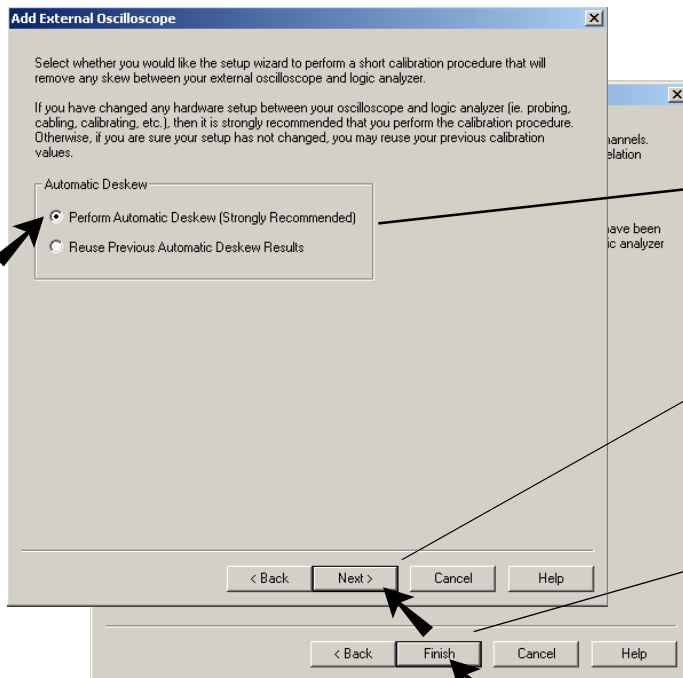 Add External Oscilloscope
Select whether you would like the setup wizard to perform a short calibration procedure that will
remove any skew between your external oscilloscope and logic analyzer.
If you have changed any hardware setup between your oscilloscope and logic analyzer (ie. probing,
cabling, calibrating, etc.), then it is strongly recommended that you perform the calibration procedure.
Otherwise, if you are sure your setup has not changed, you may reuse your previous calibration
values.
Automatic Deskew
Perform Automatic Deskew (Strongly Recommended)
Reuse Previous Automatic Deskew Results
< Back Next > Cancel Help
annels.
elation
ave been
ic analyzer
< Back Finish Cancel Help